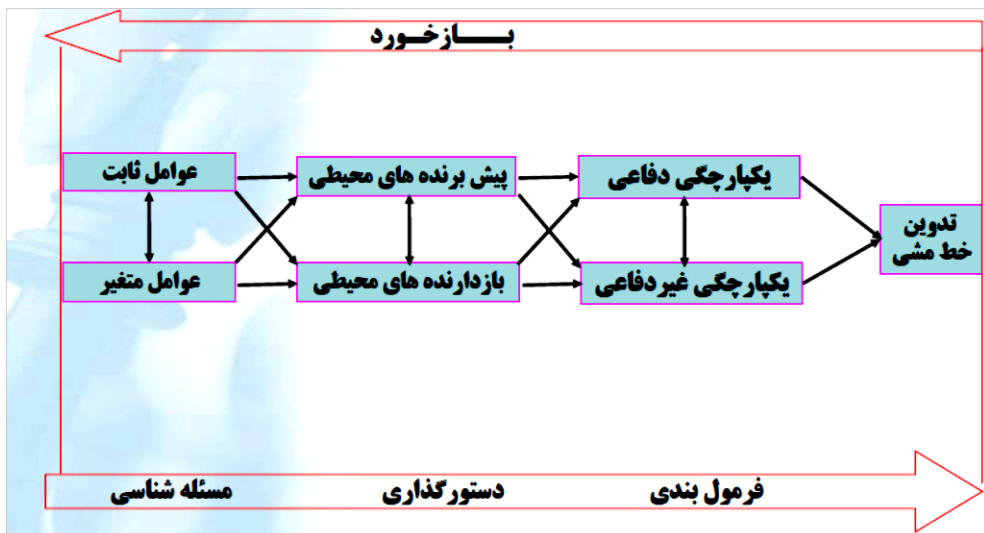 بـــــازخـــورد
عوامل ثابت
پیش برنده های محیطی
یکپارچگی دفاعی
تدوین
خط مشی
عوامل متغیر
بازدارنده های محیطی
یکپارچگی غیردفاعی
مسئله شناسی
دستورگذاری
فرمول بندی